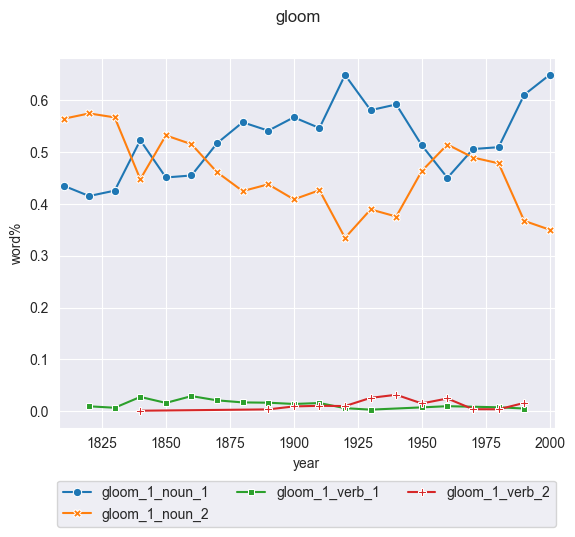 gloom
0.6
0.5
0.4
0.3
0.2
0.1
0.0
word%
1825 1850 1875 1900 1925 1950 1975 2000
year
gloom_1_noun_1 gloom_1_verb_1 gloom_1_verb_2
gloom_1_noun_2